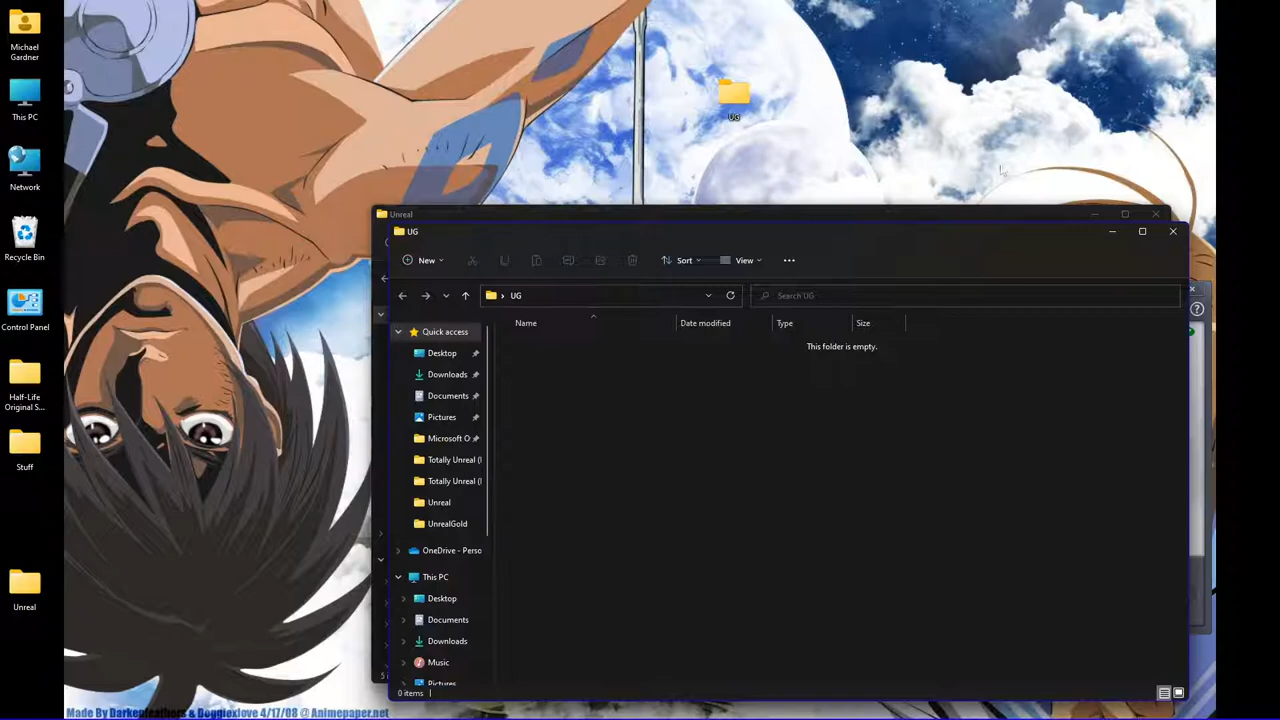 Michael
Gardner
This PC
Network
Recycle Bin
Control Panel
Half-Life
Original S...
Stuff
Unreal
UG
Unreal
UG
New
Sort
View
UG
Search UG
Name
Date modified
Type
Size
This folder is empty.
Quick access
Desktop
Downloads
Documents
Pictures
Microsoft O
Totally Unreal (
Totally Unreal (
Unreal
UnrealGold
OneDrive - Perso
This PC
Desktop
Documents
Downloads
Music
Pictures
0 items
Made By Darkenfeathers & Doggiexlove 4/17/08 @ Animepaper.net